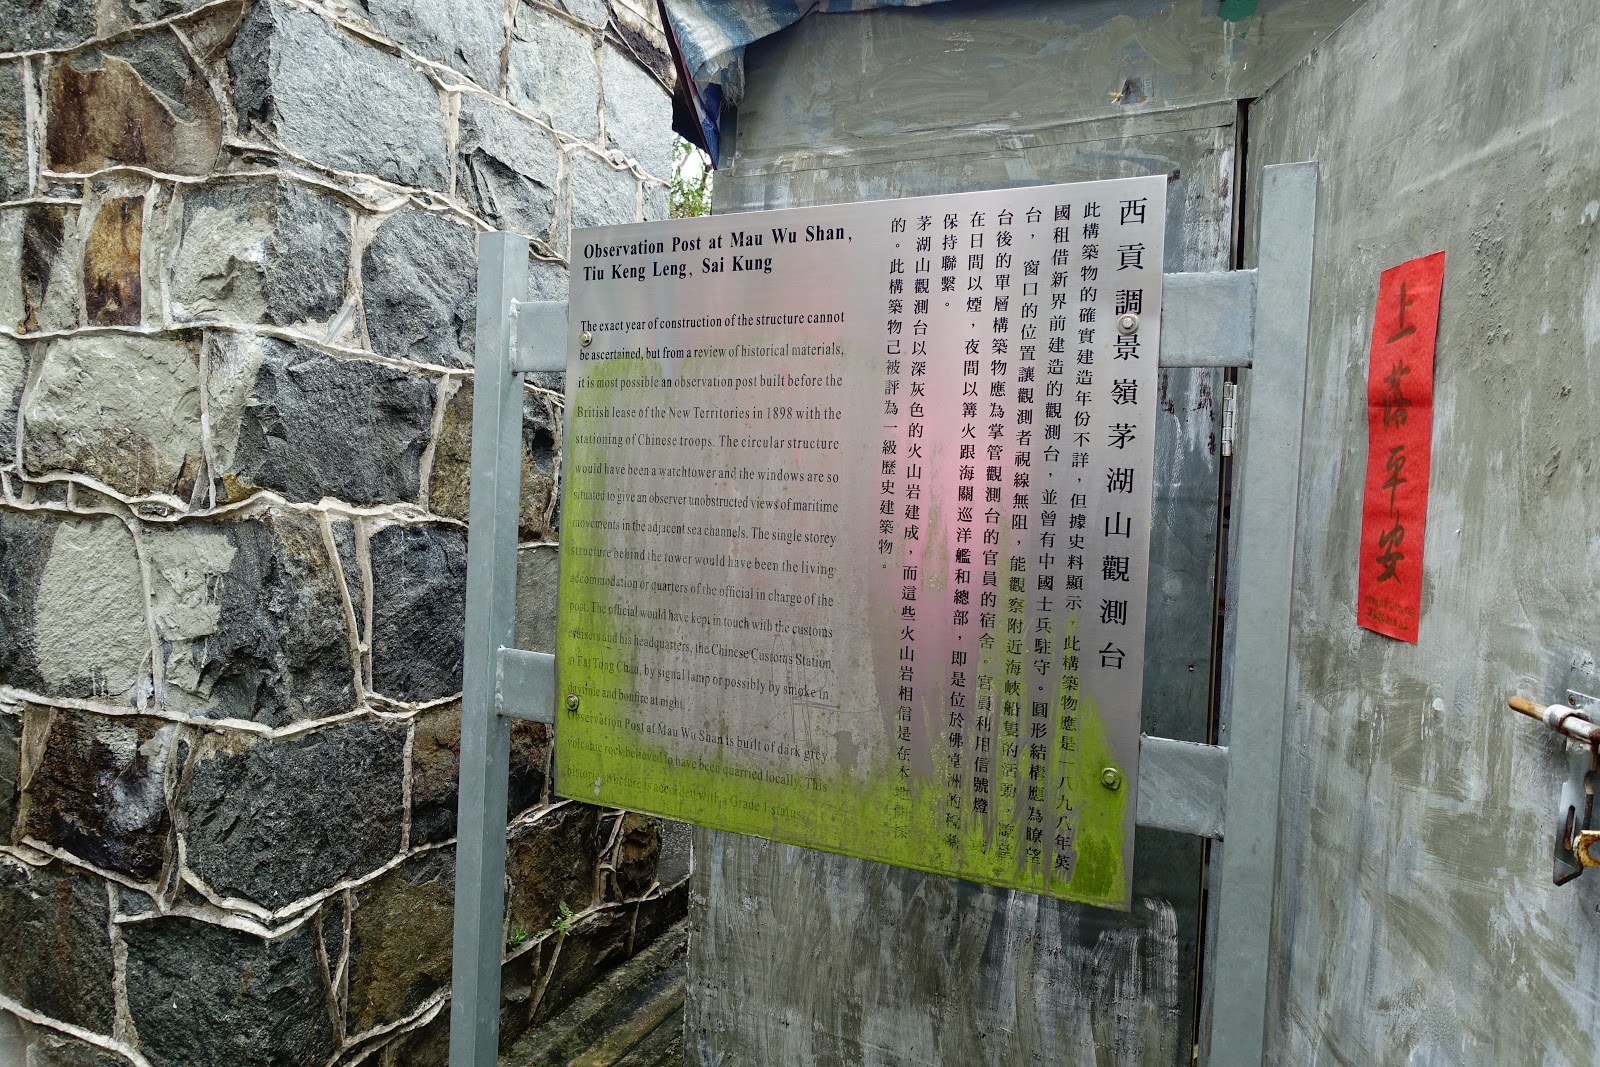 Observation Post at Mau Wu Shan,
Tiu Keng Leng, Sai Kung
The exact year of construction of the structure cannot
be ascertained, but from a review of historical materials,
it is most possible an observation post built before the
British lease of the New Territories in 1898 with the
stationing of Chinese troops. The circular structure
would have been a watchtower and the windows are so
situated to give an observer unobstructed views of maritime
movements in the adjacent sea channels. The single storey
structure behind the tower would have been the living
accommodation or quarters of the official in charge of the
post. The official would have kept in touch with the customs
cruisers and his headquarters, the Chinese Customs Station
at Fat Tong Chau, by signal lamp or possibly by smoke in
daytime and bonfire at night.
Observation Post at Mau Wu Shan is built of dark grey
volcanic rock believed to have been quarried locally. This
historic structure is accorded with a Grade 1 status.
西貢調景嶺茅湖山觀測台
此構築物的確實建造年份不詳，但據史料顯示，此構築物應是一八九八年英
國租借新界前建造的觀測台，並曾有中國士兵駐守。圓形結構應為瞭望
台，窗口的位置讓觀測者視線無阻，能觀察附近海峽船隻的活動。瞭望
台後的單層構築物應為掌管觀測台的官員的宿舍。官員利用信號燈
在日間以煙，夜間以篝火跟海關巡洋艦和總部，即是位於佛堂洲的
保持聯繫。
茅湖山觀測台以深灰色的火山岩建成，而這些火山岩相信是在本地開採
的。此構築物己被評為一級歷史建築物。
上落平安